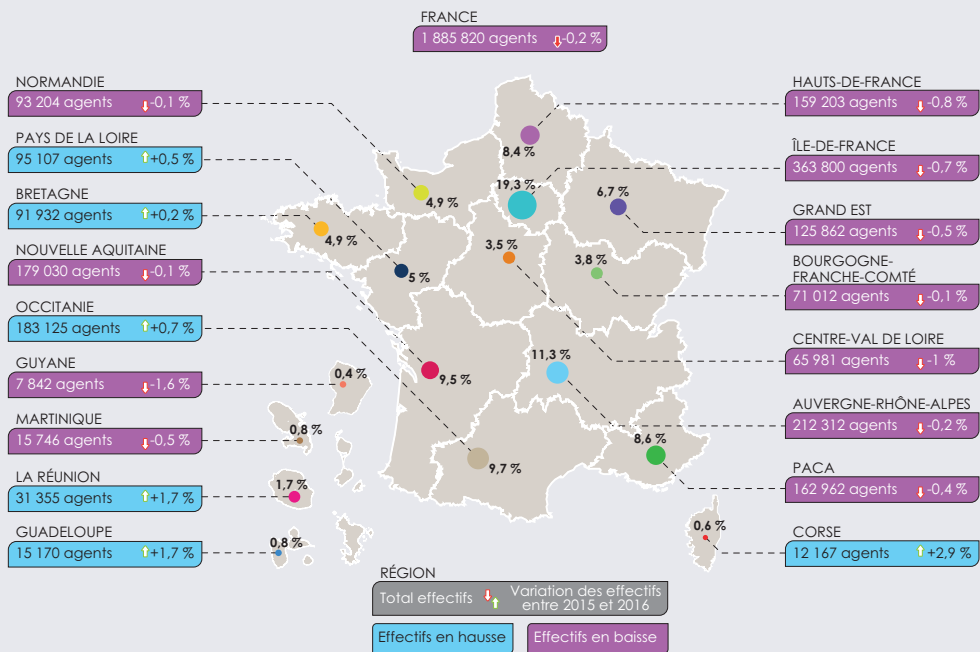 FRANCE
1 885 820 agents -0,2 %
NORMANDIE
93 204 agents -0,1 %
PAYS DE LA LOIRE
95 107 agents +0,5 %
BRETAGNE
91 932 agents +0,2 %
NOUVELLE AQUITAINE
179 030 agents -0,1 %
OCCITANIE
183 125 agents +0,7 %
GUYANE
7 842 agents -1,6 %
MARTINIQUE
15 746 agents -0,5 %
LA RÉUNION
31 355 agents +1,7 %
GUADELOUPE
15 170 agents +1,7 %
8,4 %
19,3 %
4,9 %
6,7 %
4,9 %
3,5 %
3,8 %
5 %
11,3 %
9,5 %
0,4 %
8,6 %
9,7 %
0,8 %
1,7 %
0,8 %
0,6 %
HAUTS-DE-FRANCE
159 203 agents -0,8 %
ÎLE-DE-FRANCE
363 800 agents -0,7 %
GRAND EST
125 862 agents -0,5 %
BOURGOGNE-
FRANCHE-COMTÉ
71 012 agents -0,1 %
CENTRE-VAL DE LOIRE
65 981 agents -1 %
AUVERGNE-RHÔNE-ALPES
212 312 agents -0,2 %
PACA
162 962 agents -0,4 %
CORSE
12 167 agents +2,9 %
RÉGION
Total effectifs Variation des effectifs
entre 2015 et 2016
Effectifs en hausse Effectifs en baisse